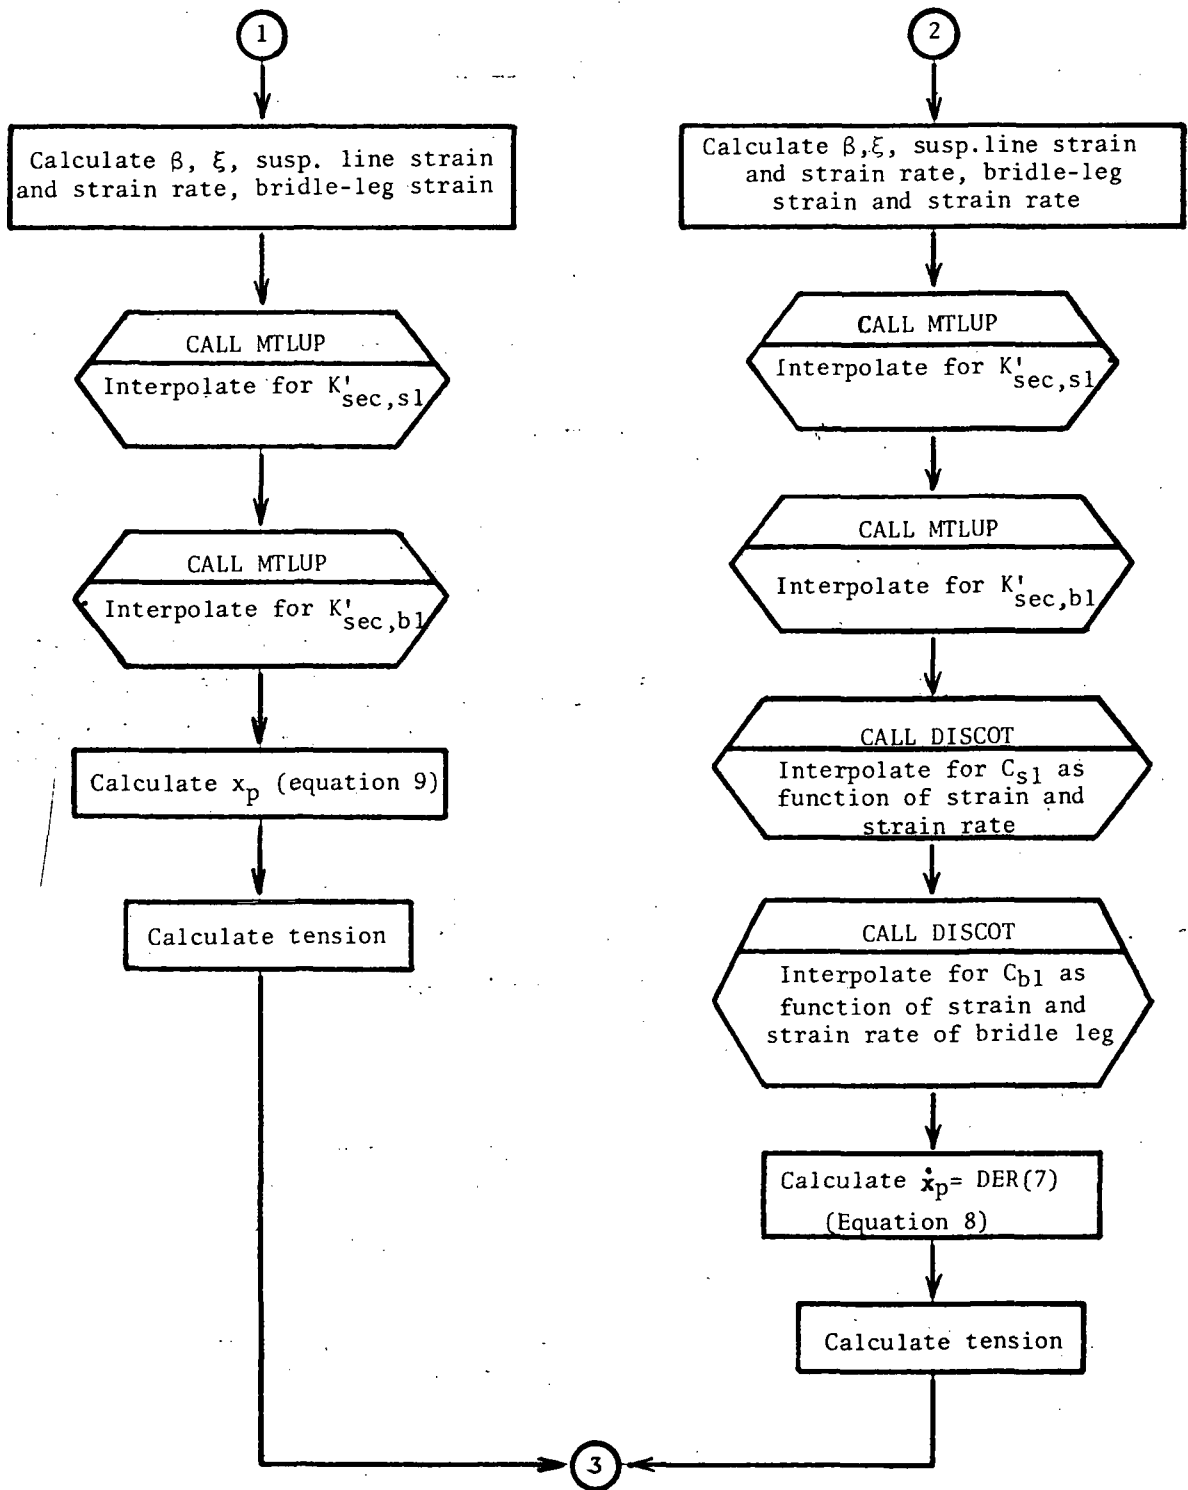 1
Calculate β, ξ, susp. line strain
and strain rate, bridle-leg strain
CALL MTLUP
Interpolate for K'sec,sl
CALL MTLUP
Interpolate for K'sec,bl
Calculate xp (equation 9)
Calculate tension
2
Calculate β,ξ, susp.line strain
and strain rate, bridle-leg
strain and strain rate
CALL MTLUP
Interpolate for K'sec,sl
CALL MTLUP
Interpolate for K'sec,bl
CALL DISCOT
Interpolate for Csl as
function of strain and
strain rate
CALL DISCOT
Interpolate for Cbl as
function of strain and
strain rate of bridle leg
Calculate ẋp= DER(7)
(Equation 8)
Calculate tension
3